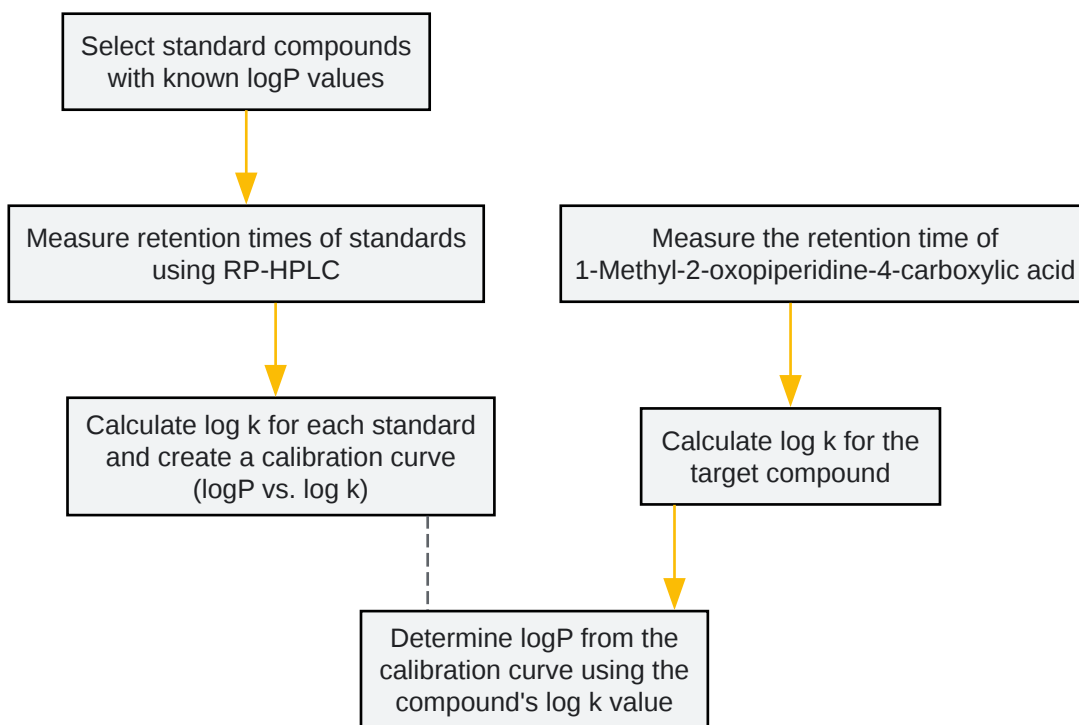 Select standard compounds
with known logP values
Measure retention times of standards
using RP-HPLC
Measure the retention time of
1-Methyl-2-oxopiperidine-4-carboxylic acid
Calculate log k for each standard
and create a calibration curve
(logP vs. log k)
Calculate log k for the
target compound
Determine logP from the
calibration curve using the
compound's log k value